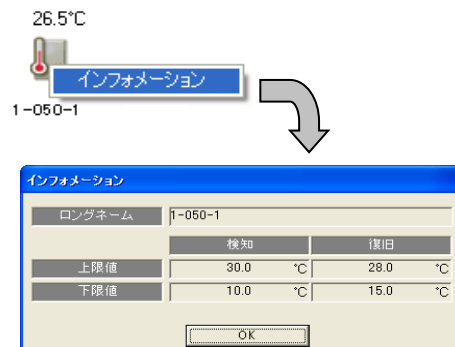 26.5℃
インフォメーション
1-050-1
インフォメーション
ロングネーム 1-050-1
検知 復旧
上限値 30.0 ℃ 28.0 ℃
下限値 10.0 ℃ 15.0 ℃
OK